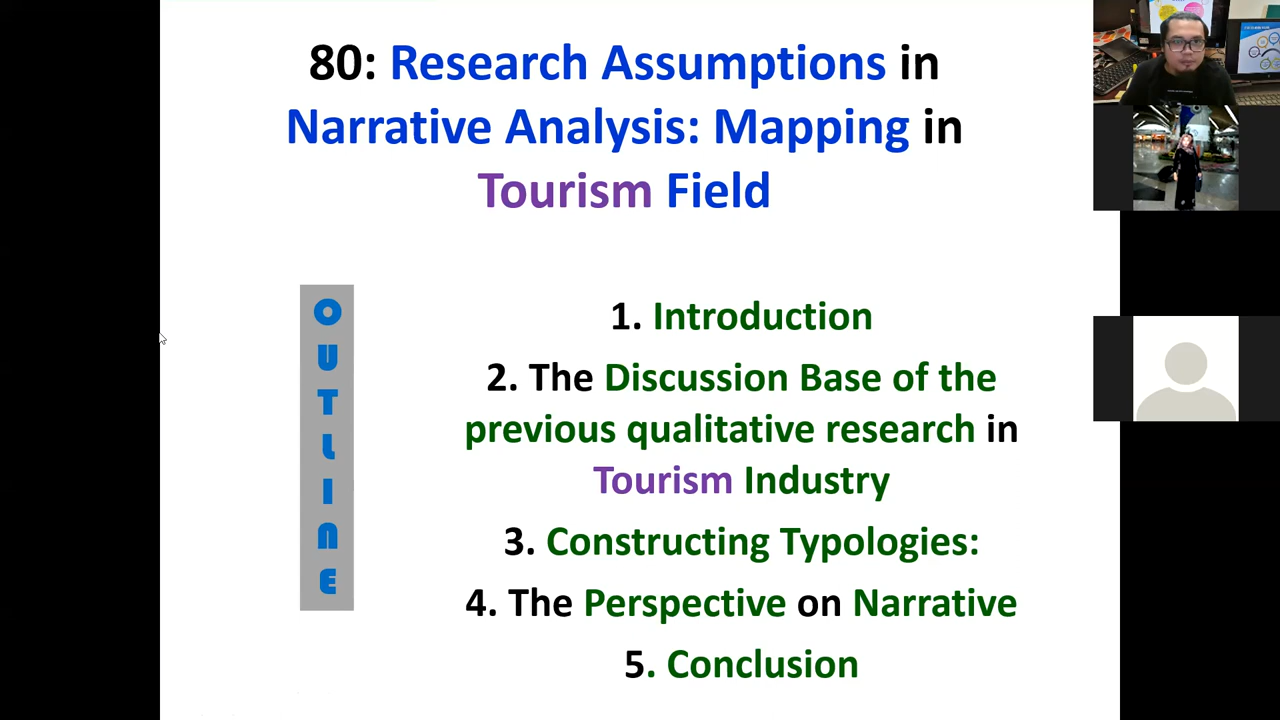 80: Research Assumptions in
Narrative Analysis: Mapping in
Tourism Field
OUTLINE
1. Introduction
2. The Discussion Base of the
previous qualitative research in
Tourism Industry
3. Constructing Typologies:
4. The Perspective on Narrative
5. Conclusion